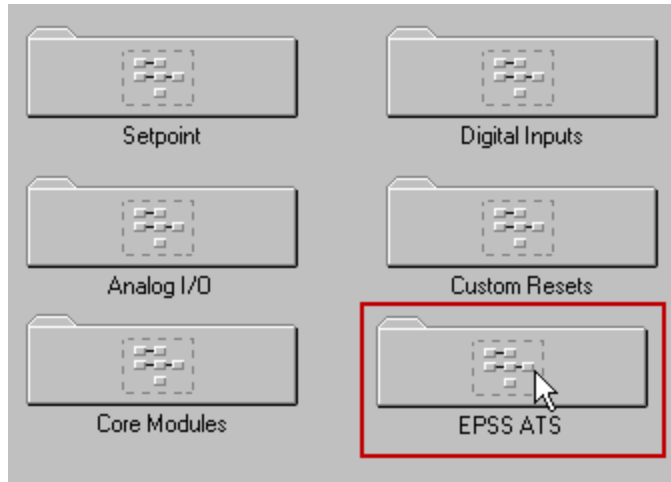 Setpoint
Digital Inputs
Analog I/O
Custom Resets
Core Modules
EPSS ATS